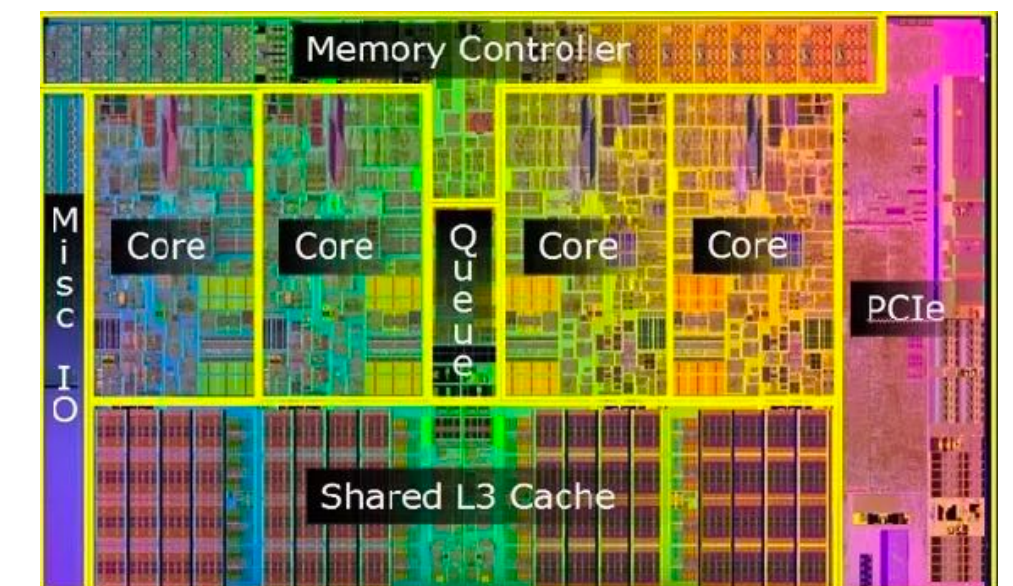 Memory Controller
Misc IO
Core
Core
Queue
Core
Core
PCIe
Shared L3 Cache